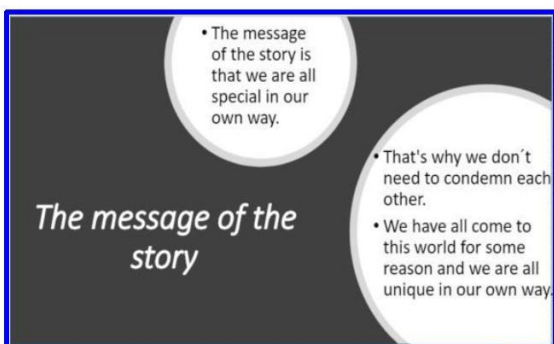 • The message
of the story is
that we are all
special in our
own way.
The message of the
story
• That's why we don´t
need to condemn each
other.
• We have all come to
this world for some
reason and we are all
unique in our own way.